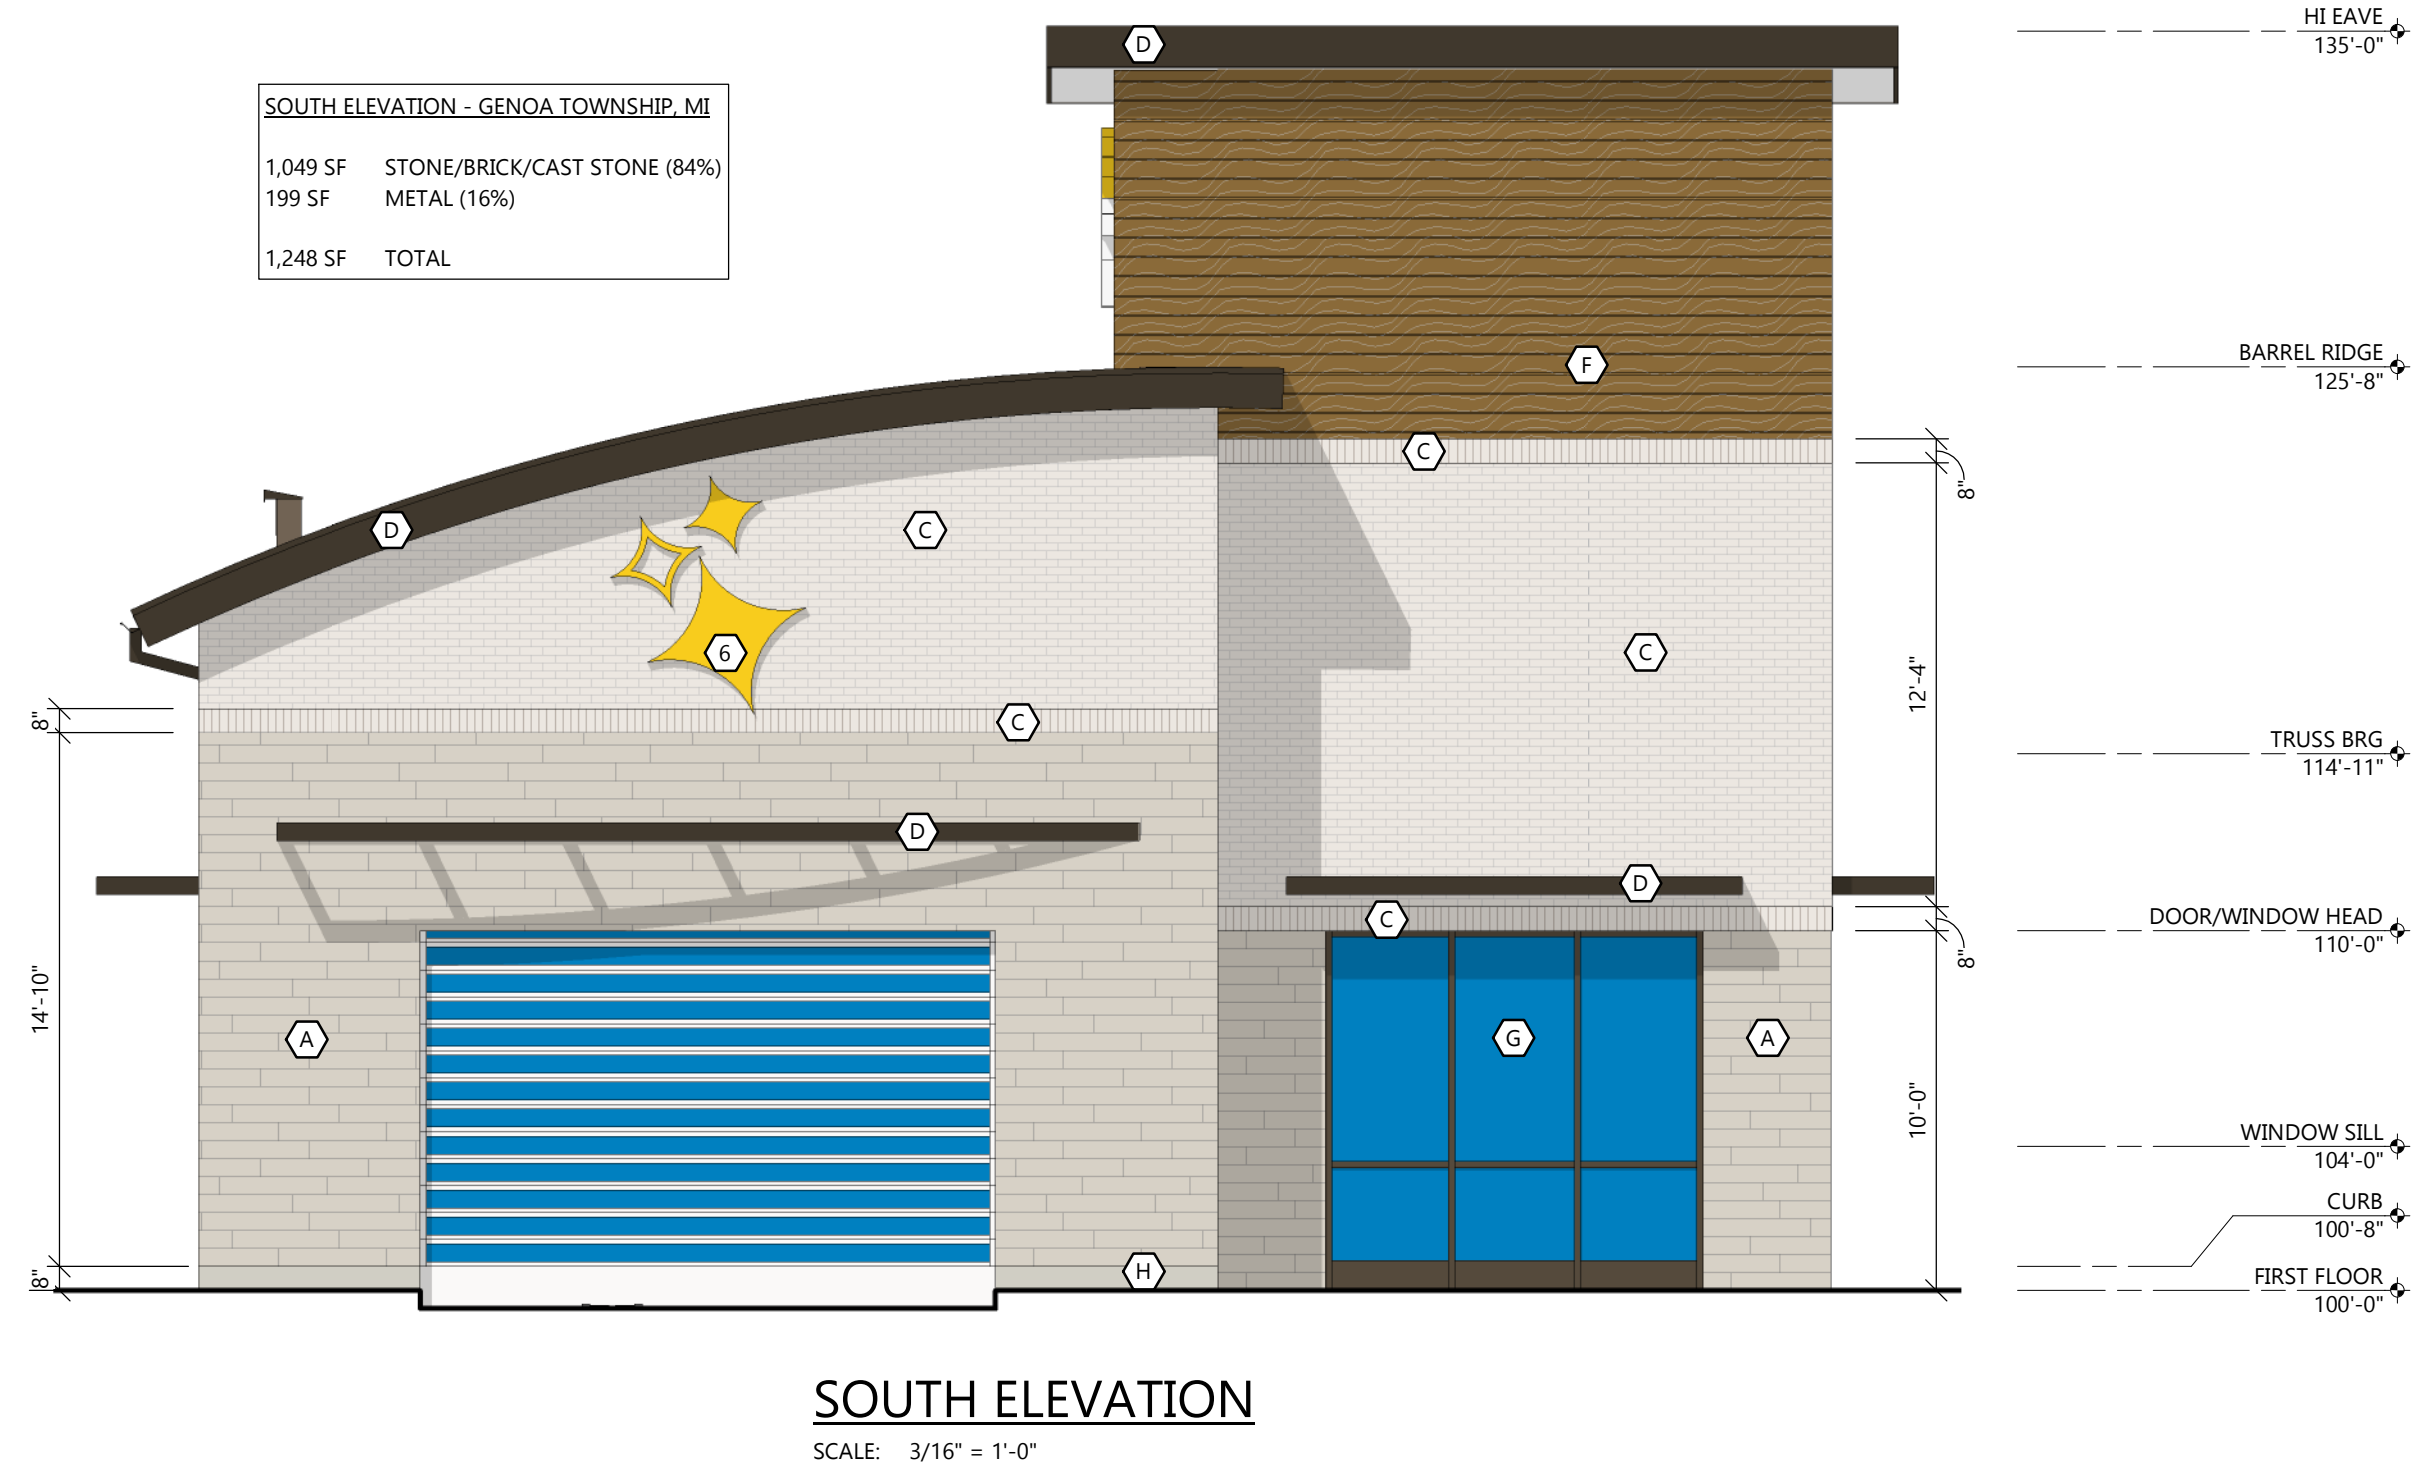 HI EAVE
135'-0"
D
SOUTH ELEVATION - GENOA TOWNSHIP, MI
1,049 SF STONE/BRICK/CAST STONE (84%)
199 SF METAL (16%)
1,248 SF TOTAL
BARREL RIDGE
125'-8"
F
C
8"
D
C
6
C
12'-4"
8"
C
TRUSS BRG
114'-11"
D
D
C
DOOR/WINDOW HEAD
110'-0"
8"
14'-10"
A
G
A
10'-0"
WINDOW SILL
104'-0"
CURB
100'-8"
8"
H
FIRST FLOOR
100'-0"
SOUTH ELEVATION
SCALE: 3/16" = 1'-0"